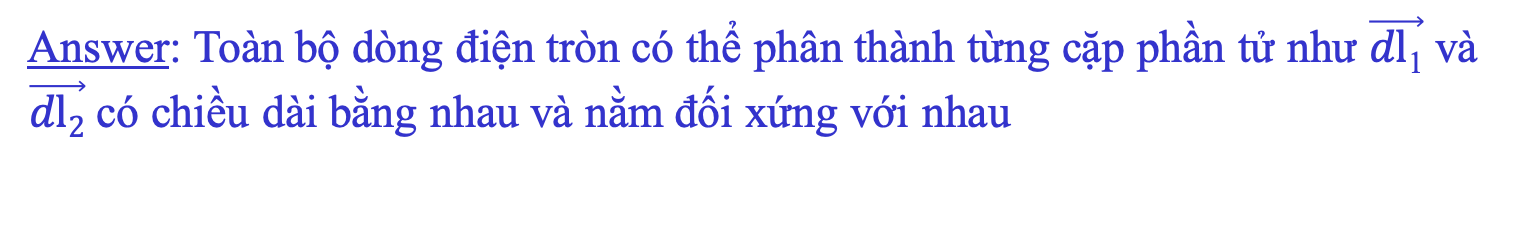 Answer: Toàn bộ dòng điện tròn có thể phân thành từng cặp phần tử như $\overrightarrow{dl_1}$ và
$\overrightarrow{dl_2}$ có chiều dài bằng nhau và nằm đối xứng với nhau